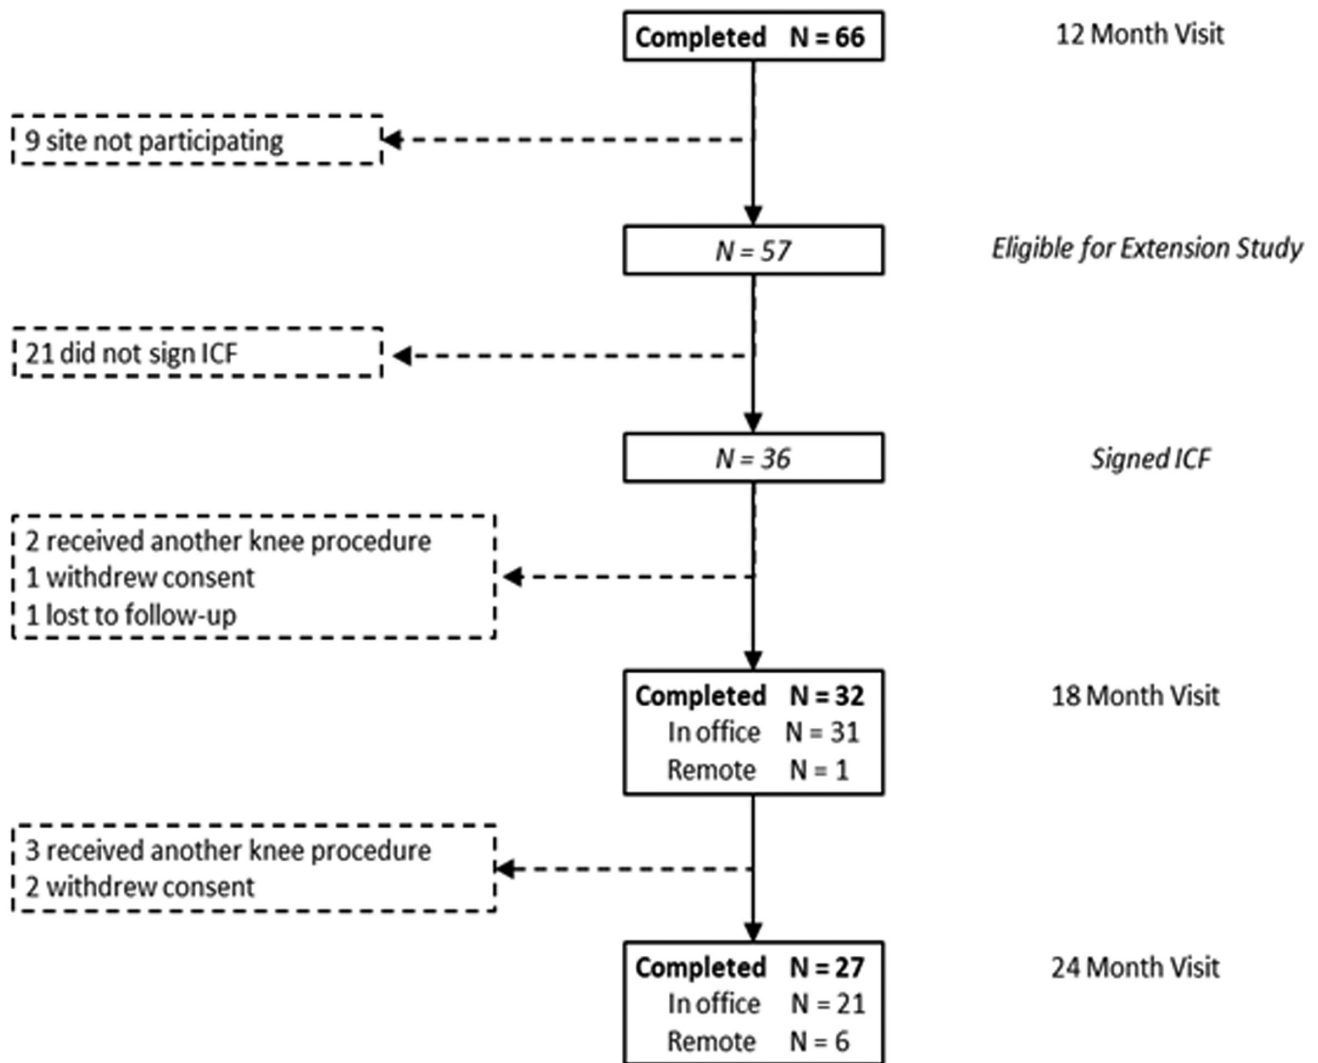 Completed N = 66
12 Month Visit
9 site not participating
N = 57
Eligible for Extension Study
21 did not sign ICF
N = 36
Signed ICF
2 received another knee procedure
1 withdrew consent
1 lost to follow-up
Completed N = 32
18 Month Visit
In office N = 31
Remote N = 1
3 received another knee procedure
2 withdrew consent
Completed N = 27
24 Month Visit
In office N = 21
Remote N = 6